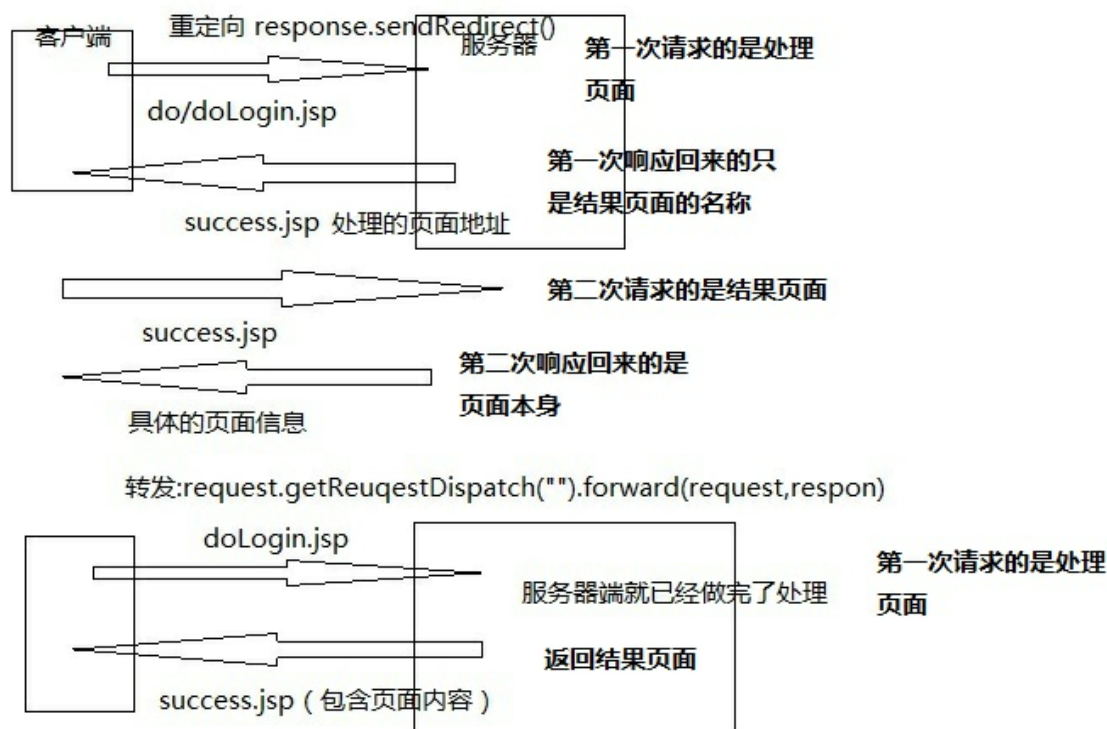 重定向 response.sendRedirect()
客户端
服务器
第一次请求的是处理
页面
do/doLogin.jsp
第一次响应回来的只
是结果页面的名称
success.jsp 处理的页面地址
第二次请求的是结果页面
success.jsp
第二次响应回来的是
页面本身
具体的页面信息
转发:request.getReuqestDispatch("").forward(request,respon)
doLogin.jsp
服务器端就已经做完了处理
第一次请求的是处理
页面
返回结果页面
success.jsp ( 包含页面内容 )